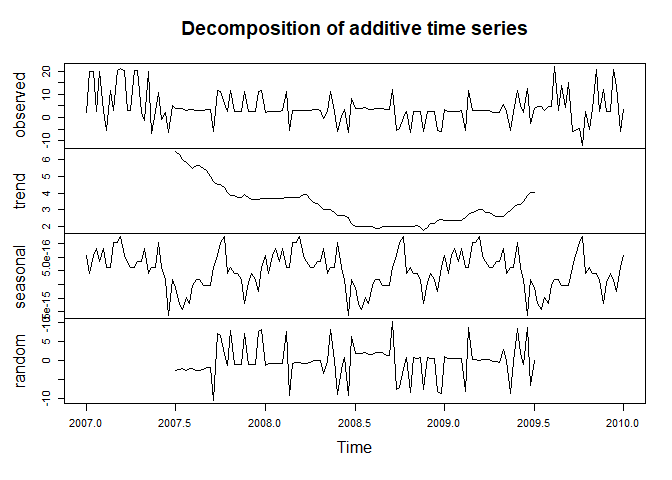 Decomposition of additive time series
observed
-10 0 10 20
trend
2 3 4 5 6
seasonal
5.0e-16
random
-10 0 5
2007.0 2007.5 2008.0 2008.5 2009.0 2009.5 2010.0
Time